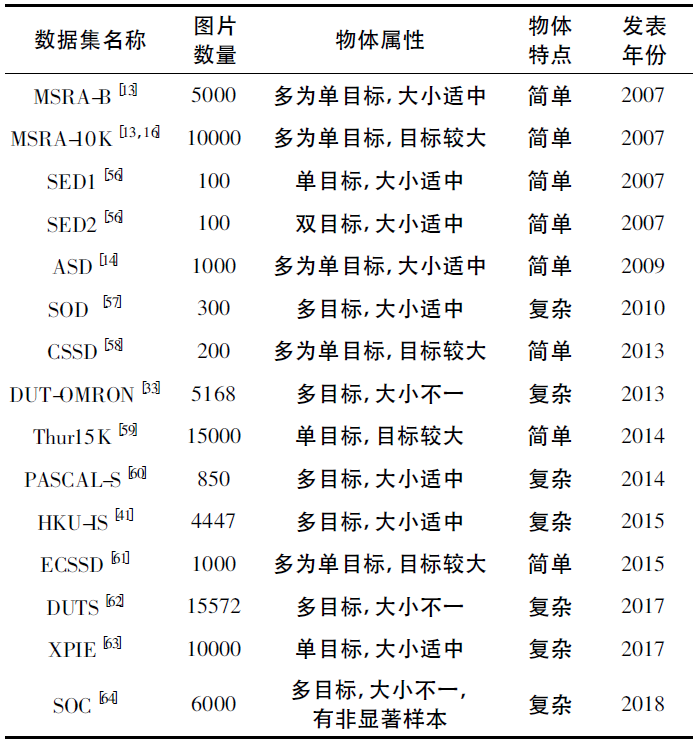 数据集名称 图片数量 物体属性 物体特点 发表年份
MSRA-B [13] 5000 多为单目标,大小适中 简单 2007
MSRA-10K [13,16] 10000 多为单目标,目标较大 简单 2007
SED1 [56] 100 单目标,大小适中 简单 2007
SED2 [56] 100 双目标,大小适中 简单 2007
ASD [14] 1000 多为单目标,大小适中 简单 2009
SOD [57] 300 多目标,大小适中 复杂 2010
CSSD [58] 200 多为单目标,目标较大 简单 2013
DUT-OMRON [33] 5168 多目标,大小不一 复杂 2013
Thur15K [59] 15000 单目标,目标较大 简单 2014
PASCAL-S [60] 850 多目标,大小适中 复杂 2014
HKU-IS [41] 4447 多目标,大小适中 复杂 2015
ECSSD [61] 1000 多为单目标,目标较大 简单 2015
DUTS [62] 15572 多目标,大小不一 复杂 2017
XPIE [63] 10000 单目标,大小适中 复杂 2017
SOC [64] 6000 多目标,大小不一,有非显著样本 复杂 2018